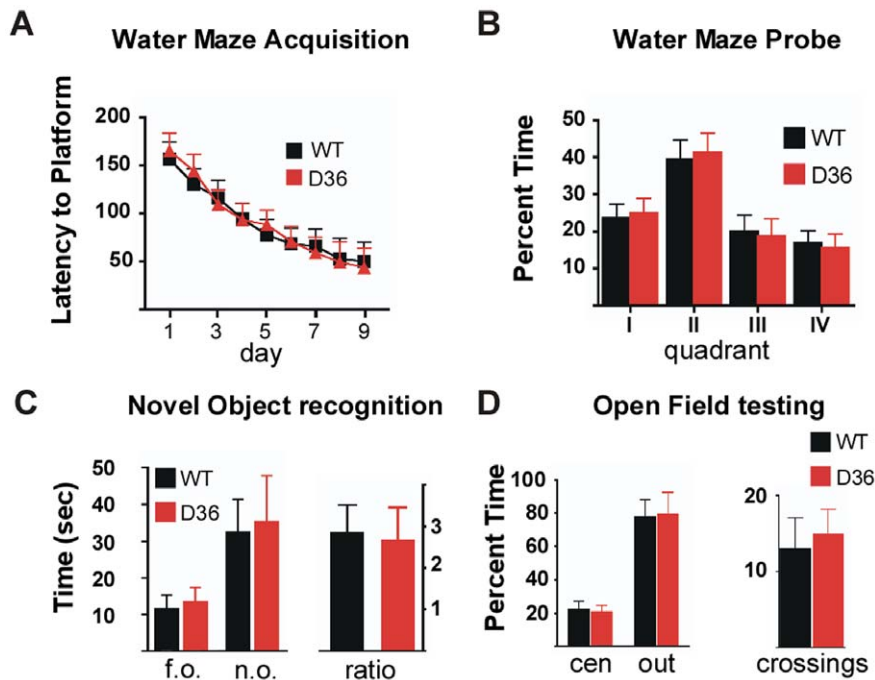 A
Water Maze Acquisition
Latency to Platform
200
150
100
50
WT
D36
1 3 5 7 9
day
B
Water Maze Probe
Percent Time
50
40
30
20
10
WT
D36
I II III IV
quadrant
C
Novel Object recognition
Time (sec)
50
40
30
20
10
WT
D36
f.o. n.o.
3
2
1
ratio
D
Open Field testing
Percent Time
100
80
60
40
20
cen out
WT
D36
20
10
crossings